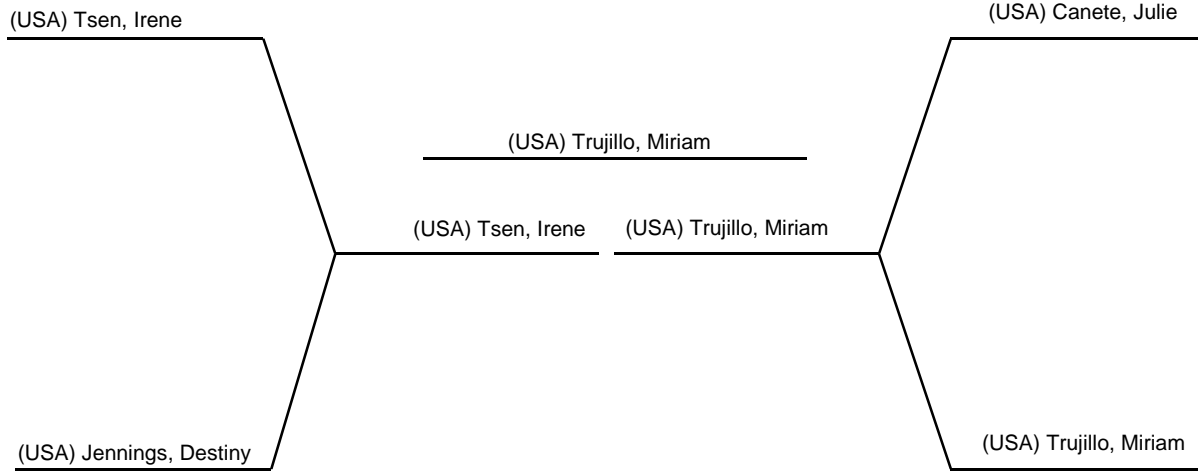 (USA) Tsen, Irene
(USA) Canete, Julie
(USA) Trujillo, Miriam
(USA) Tsen, Irene
(USA) Trujillo, Miriam
(USA) Jennings, Destiny
(USA) Trujillo, Miriam